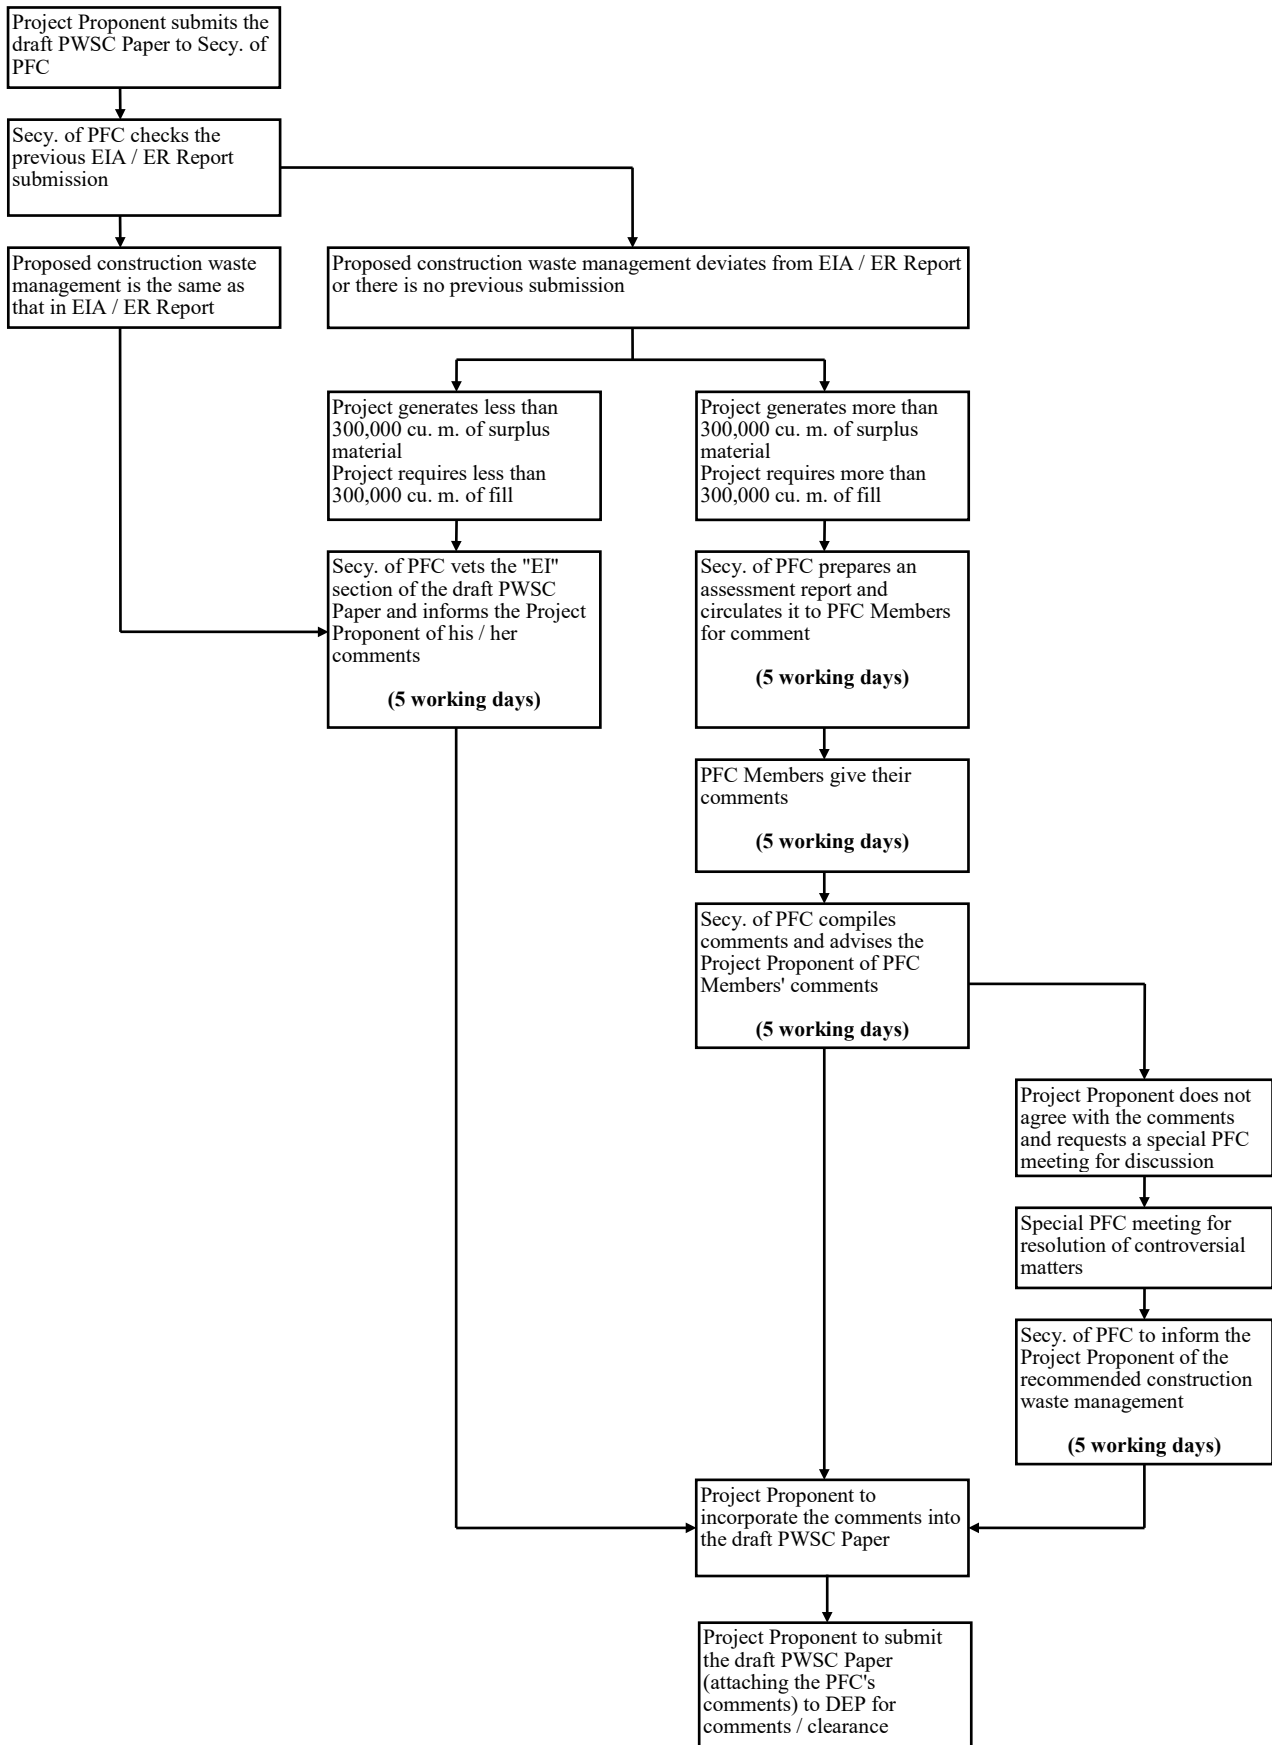 Project Proponent submits the
draft PWSC Paper to Secy. of
PFC
Secy. of PFC checks the
previous EIA / ER Report
submission
Proposed construction waste
management is the same as
that in EIA / ER Report
Proposed construction waste management deviates from EIA / ER Report
or there is no previous submission
Project generates less than
300,000 cu. m. of surplus
material
Project requires less than
300,000 cu. m. of fill
Project generates more than
300,000 cu. m. of surplus
material
Project requires more than
300,000 cu. m. of fill
Secy. of PFC vets the "EI"
section of the draft PWSC
Paper and informs the Project
Proponent of his / her
comments
(5 working days)
Secy. of PFC prepares an
assessment report and
circulates it to PFC Members
for comment
(5 working days)
PFC Members give their
comments
(5 working days)
Secy. of PFC compiles
comments and advises the
Project Proponent of PFC
Members' comments
(5 working days)
Project Proponent does not
agree with the comments
and requests a special PFC
meeting for discussion
Special PFC meeting for
resolution of controversial
matters
Secy. of PFC to inform the
Project Proponent of the
recommended construction
waste management
(5 working days)
Project Proponent to
incorporate the comments into
the draft PWSC Paper
Project Proponent to submit
the draft PWSC Paper
(attaching the PFC's
comments) to DEP for
comments / clearance